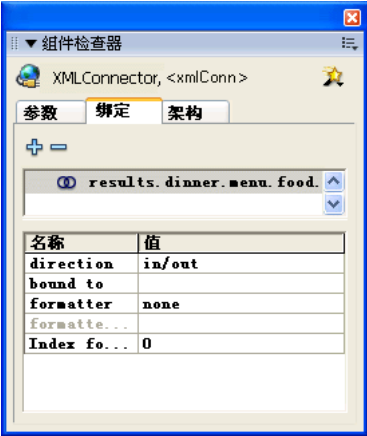 组件检查器
XMLConnector, <xmlConn>
参数 绑定 架构
results.dinner.menu.food.
名称 值
direction in/out
bound to
formatter none
formatte...
Index fo... 0